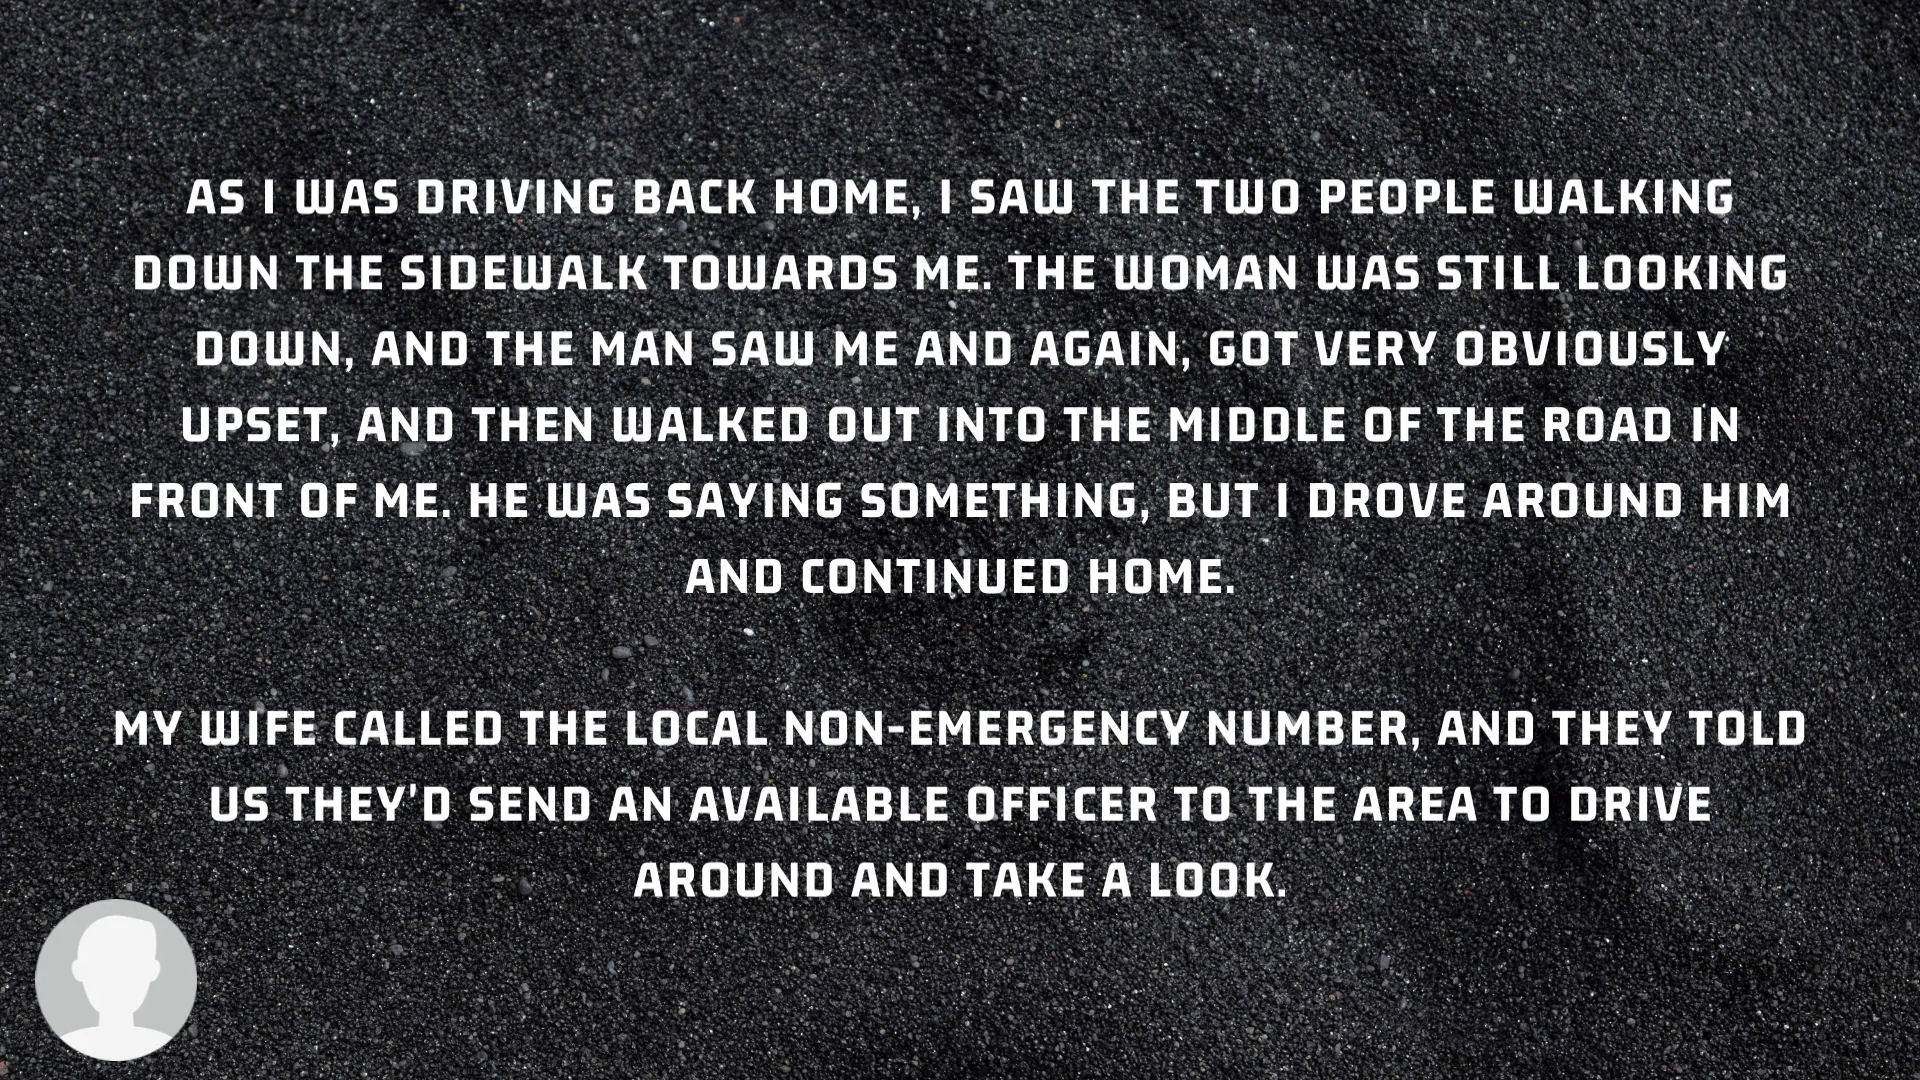 AS I WAS DRIVING BACK HOME, I SAW THE TWO PEOPLE WALKING
DOWN THE SIDEWALK TOWARDS ME. THE WOMAN WAS STILL LOOKING
DOWN, AND THE MAN SAW ME AND AGAIN, GOT VERY OBVIOUSLY
UPSET, AND THEN WALKED OUT INTO THE MIDDLE OF THE ROAD IN
FRONT OF ME. HE WAS SAYING SOMETHING, BUT I DROVE AROUND HIM
AND CONTINUED HOME.
MY WIFE CALLED THE LOCAL NON-EMERGENCY NUMBER, AND THEY TOLD
US THEY'D SEND AN AVAILABLE OFFICER TO THE AREA TO DRIVE
AROUND AND TAKE A LOOK.